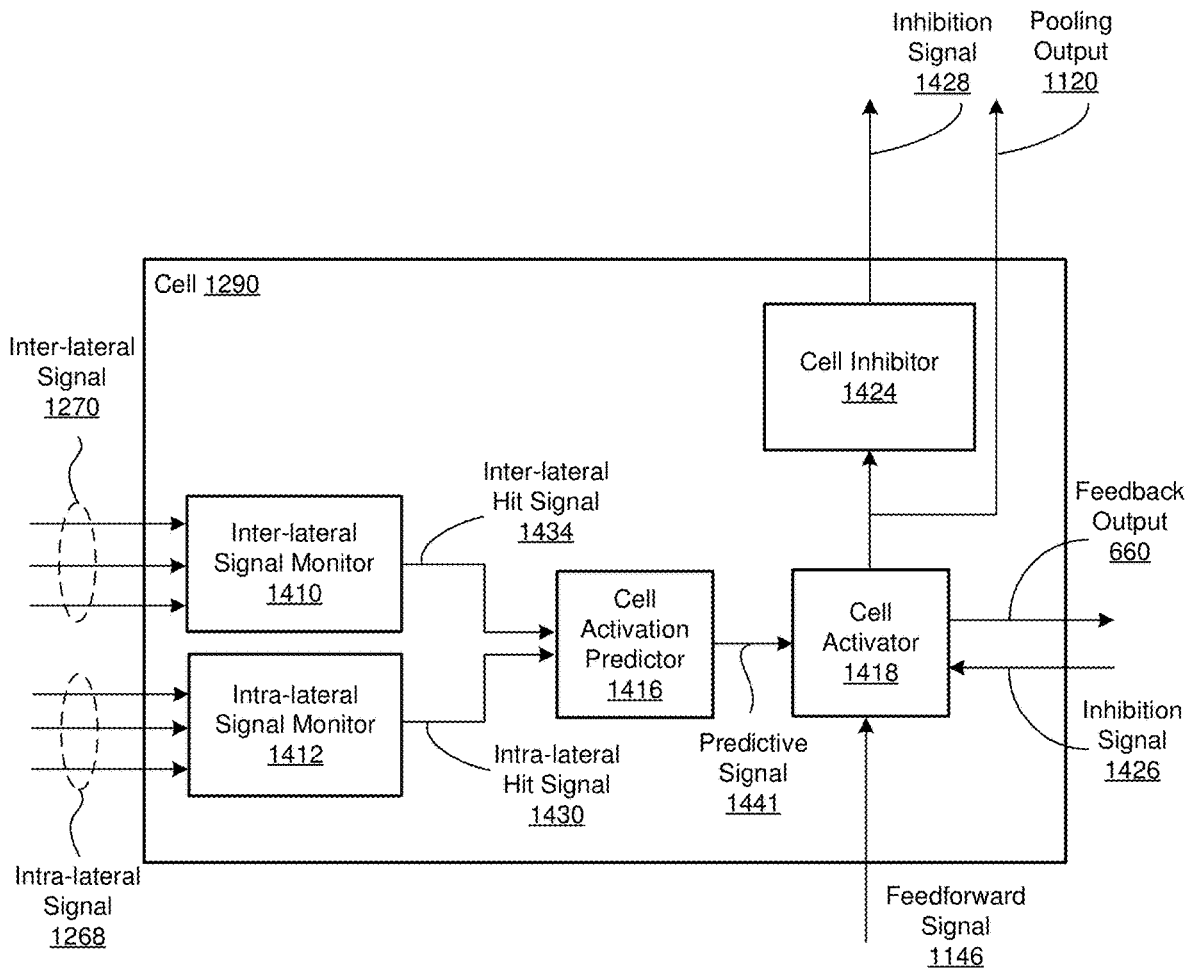 Inhibition
Signal
1428
Pooling
Output
1120
Cell 1290
Inter-lateral
Signal
1270
Cell Inhibitor
1424
Inter-lateral
Hit Signal
1434
Feedback
Output
660
Inter-lateral
Signal Monitor
1410
Cell
Activation
Predictor
1416
Cell
Activator
1418
Intra-lateral
Signal Monitor
1412
Intra-lateral
Hit Signal
1430
Predictive
Signal
1441
Inhibition
Signal
1426
Intra-lateral
Signal
1268
Feedforward
Signal
1146